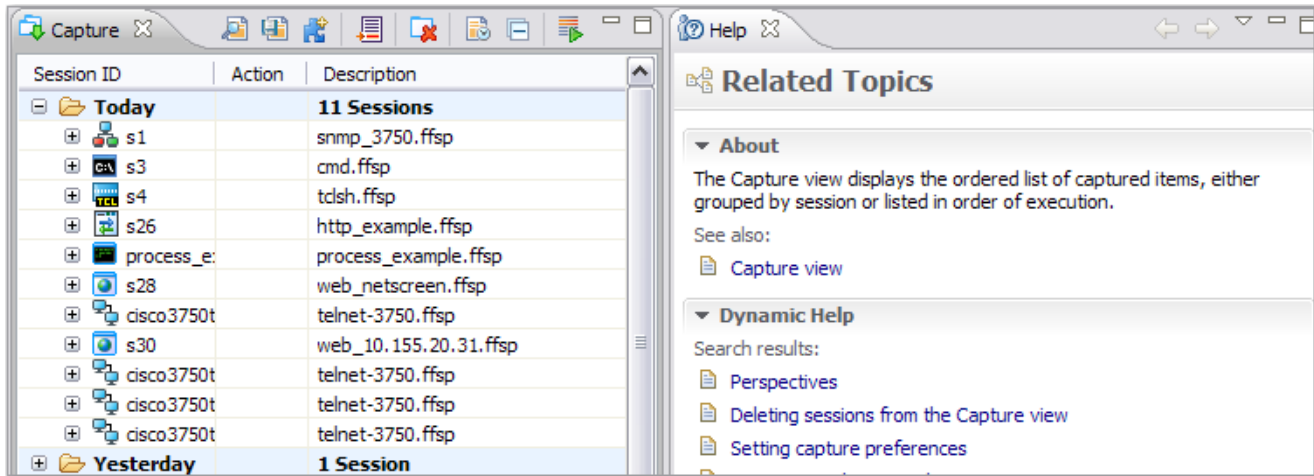 Capture
Session ID Action Description
Today 11 Sessions
s1 snmp_3750.ffsp
C:\ s3 cmd.ffsp
TCL s4 tclsh.ffsp
s26 http_example.ffsp
process_e: process_example.ffsp
s28 web_netscreen.ffsp
cisco3750t telnet-3750.ffsp
s30 web_10.155.20.31.ffsp
cisco3750t telnet-3750.ffsp
cisco3750t telnet-3750.ffsp
cisco3750t telnet-3750.ffsp
Yesterday 1 Session
Help
Related Topics
About
The Capture view displays the ordered list of captured items, either
grouped by session or listed in order of execution.
See also:
Capture view
Dynamic Help
Search results:
Perspectives
Deleting sessions from the Capture view
Setting capture preferences